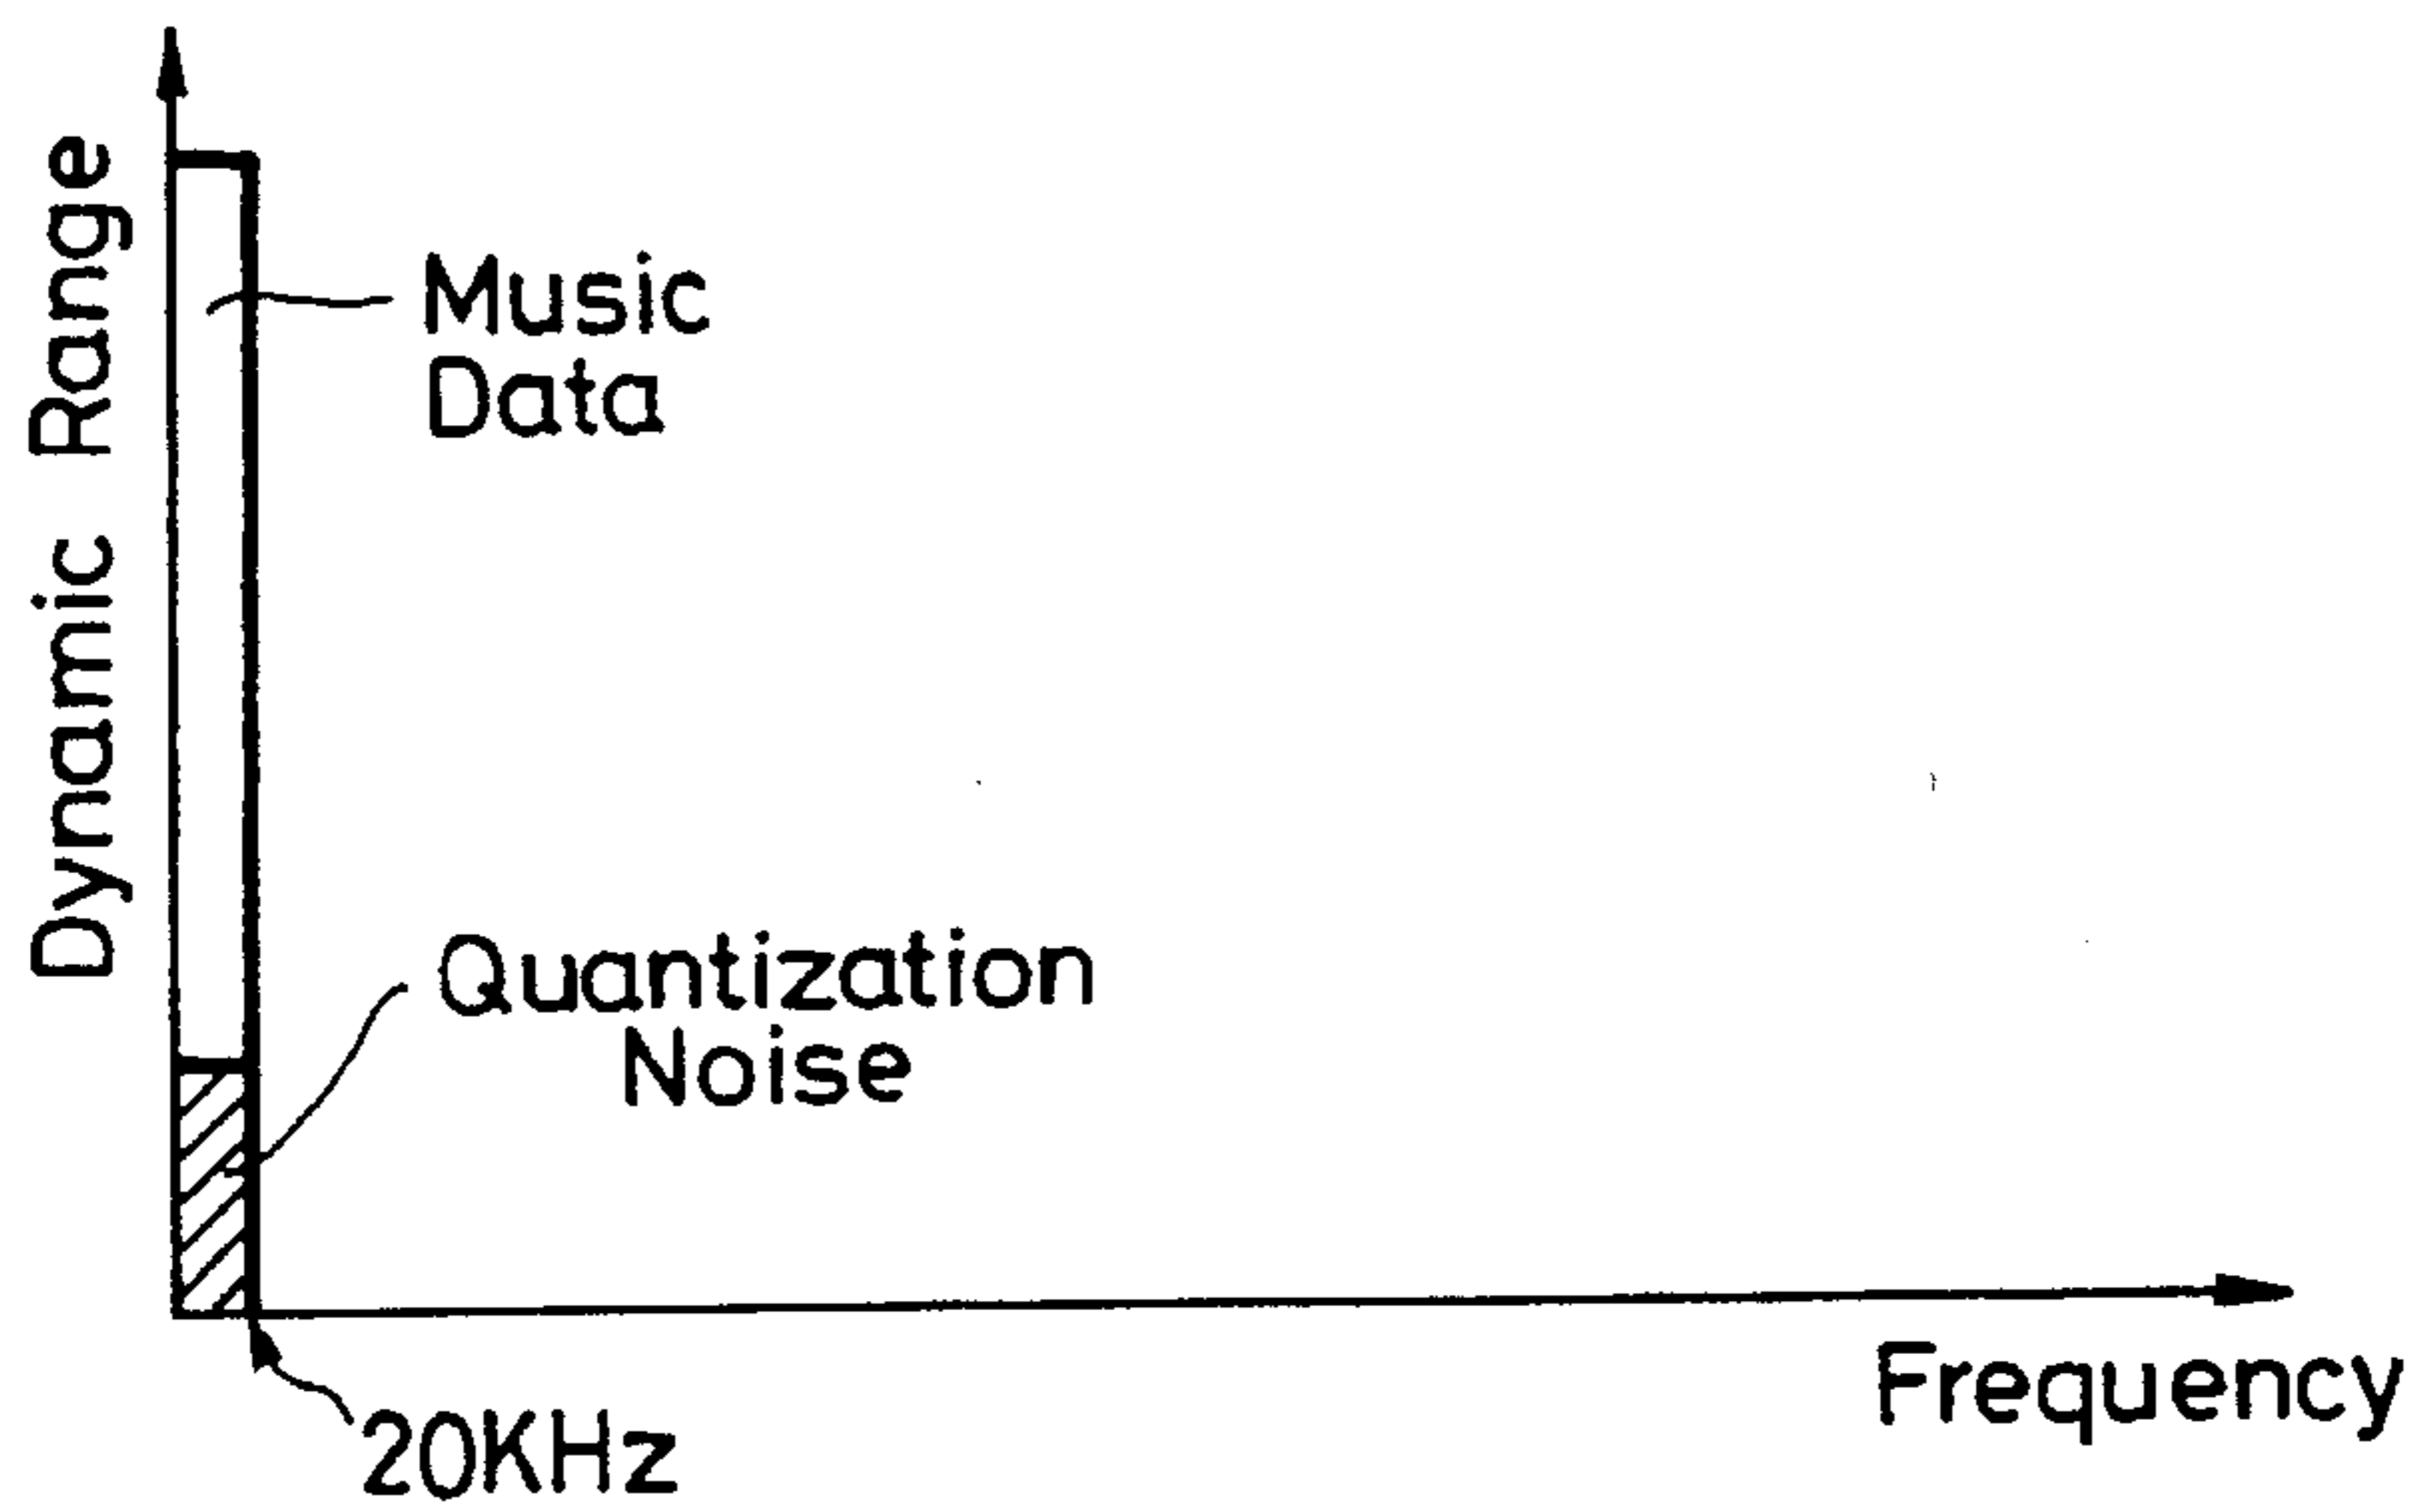 Dynamic Range
Music
Data
Quantization
Noise
20KHz
Frequency